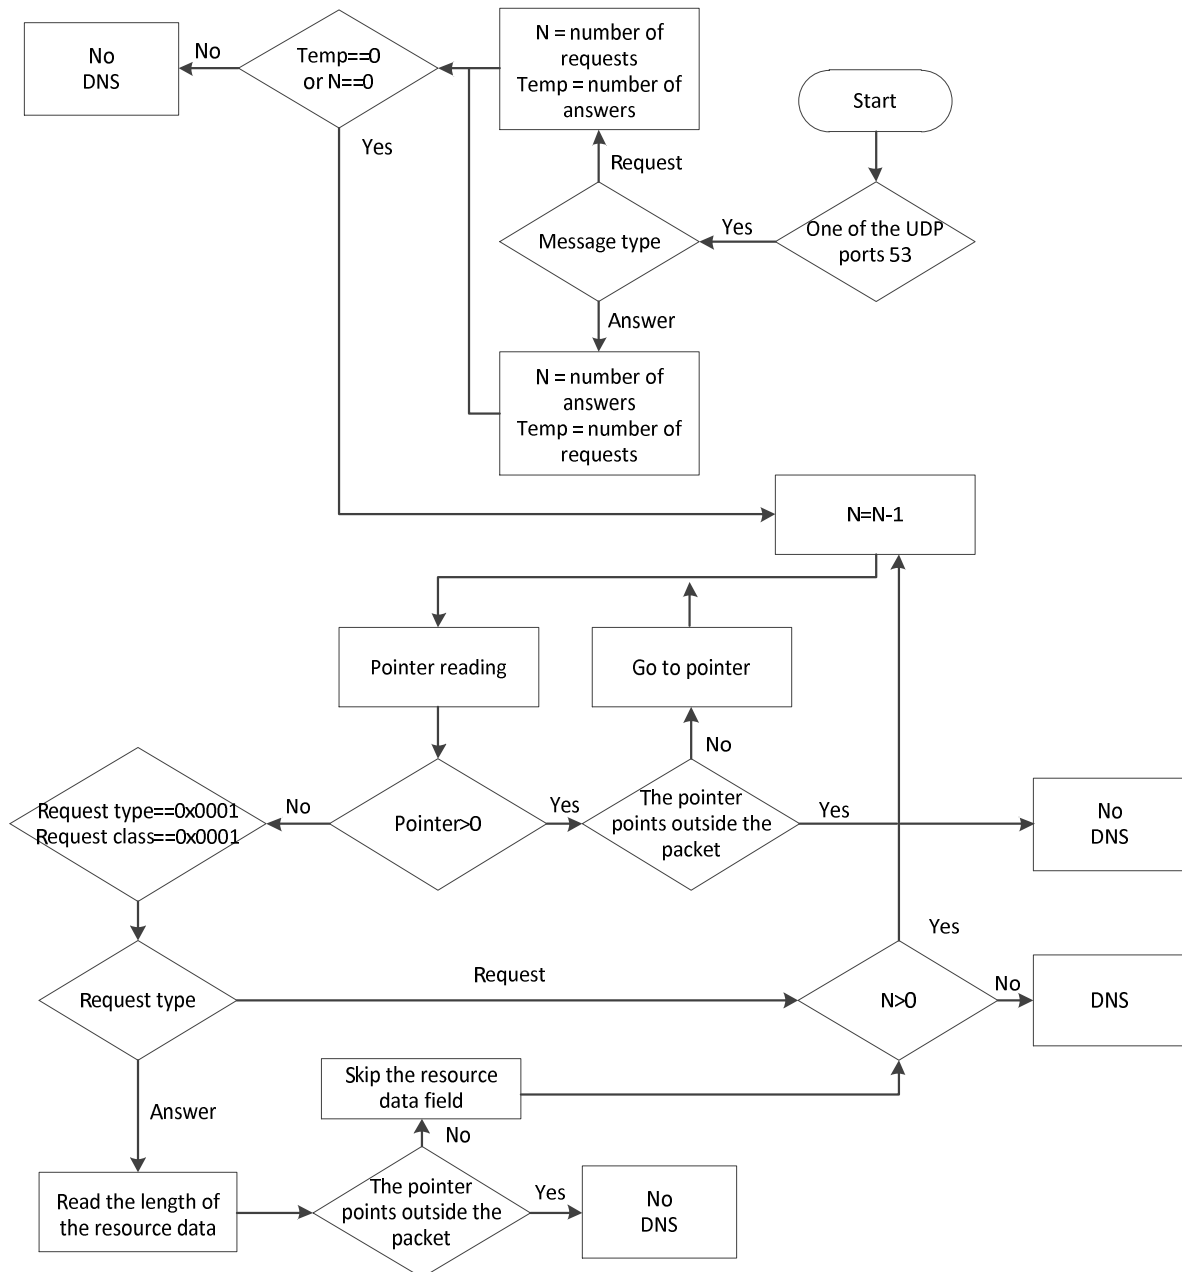 No
DNS
No
Temp==0
or N==0
Yes
N = number of
requests
Temp = number of
answers
Start
Request
Message type
Yes
One of the UDP
ports 53
Answer
N = number of
answers
Temp = number of
requests
N=N-1
Pointer reading
Go to pointer
No
Request type==0x0001
Request class==0x0001
No
Pointer>0
Yes
The pointer
points outside the
packet
Yes
No
DNS
Yes
Request type
Request
N>0
No
DNS
Answer
Skip the resource
data field
No
Read the length of
the resource data
The pointer
points outside the
packet
Yes
No
DNS